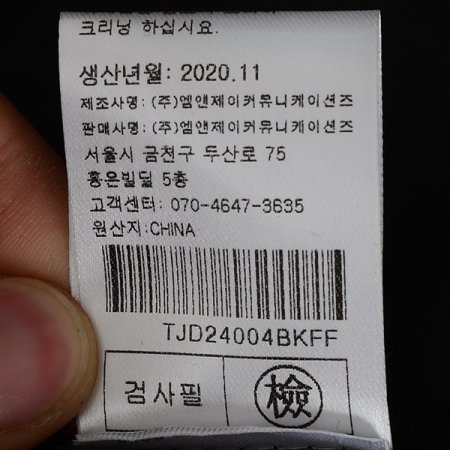 크리닝 하십시요.
생산년월: 2020.11
제조사명: (주)엠앤제이커뮤니케이션즈
판매사명: (주)엠앤제이커뮤니케이션즈
서울시 금천구 두산로 75
홍은빌딜 5층
고객센터: 070-4647-3635
원산지:CHINA
TJD24004BKFF
검사필 檢